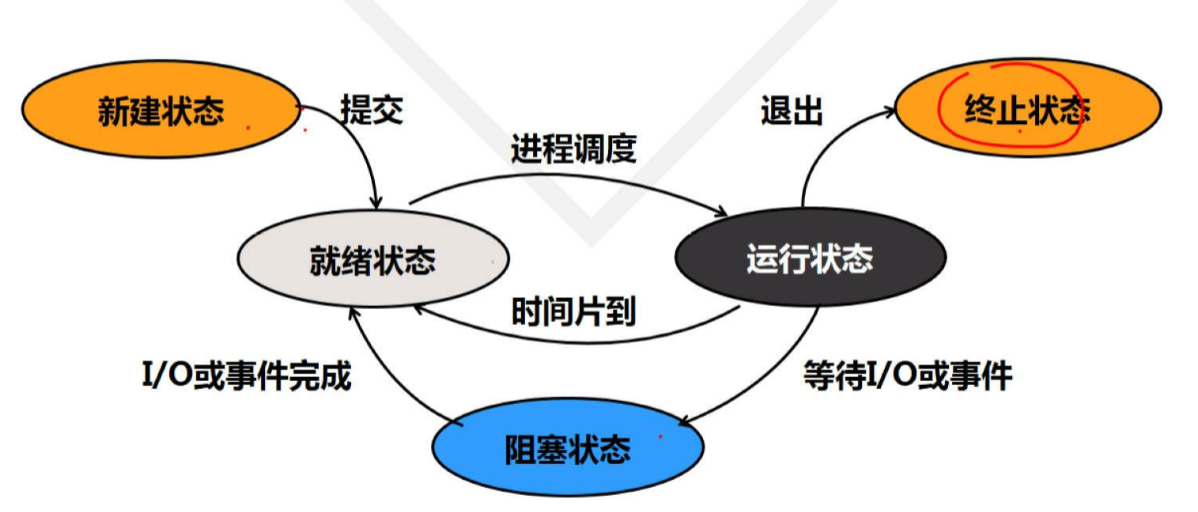 新建状态
提交
退出
终止状态
进程调度
就绪状态
运行状态
时间片到
I/O或事件完成
等待I/O或事件
阻塞状态